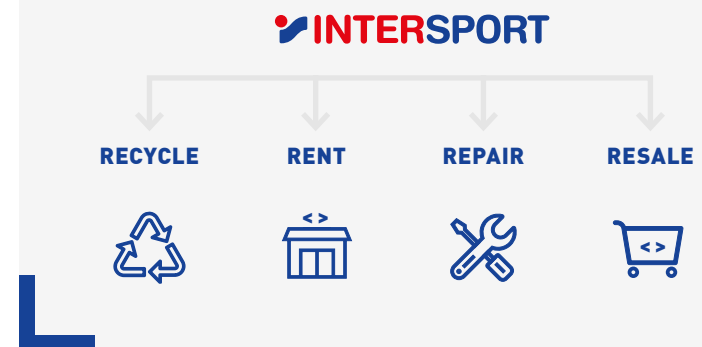 INTERSPORT
RECYCLE RENT REPAIR RESALE
< >
< >